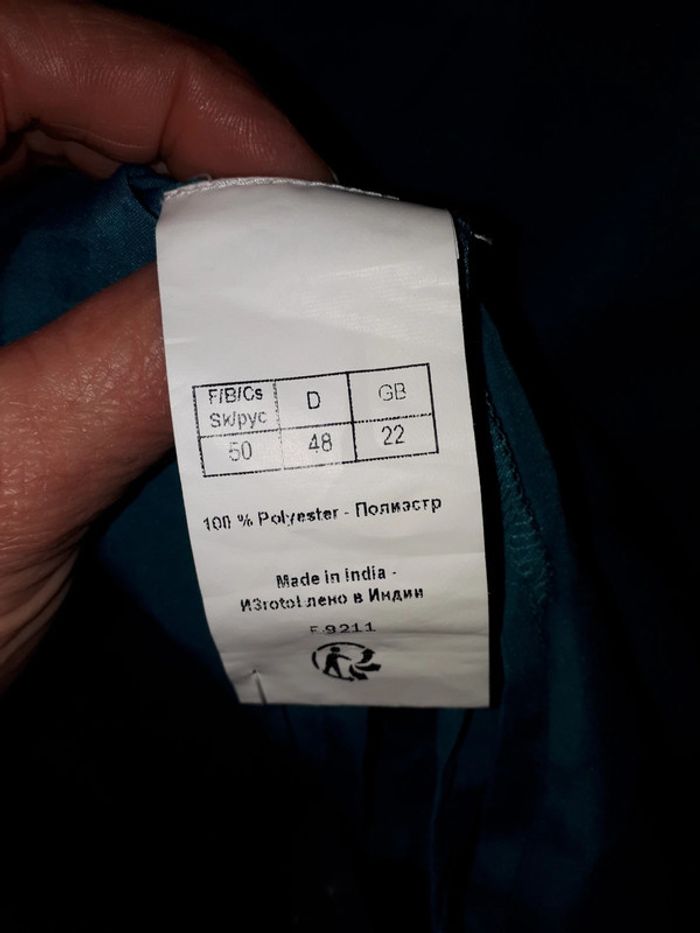 F/B/Cs D GB
Sk/рус
50 48 22
100 % Polyester - Полиэстр
Made in india -
Изготовлено в Индии
F-9211